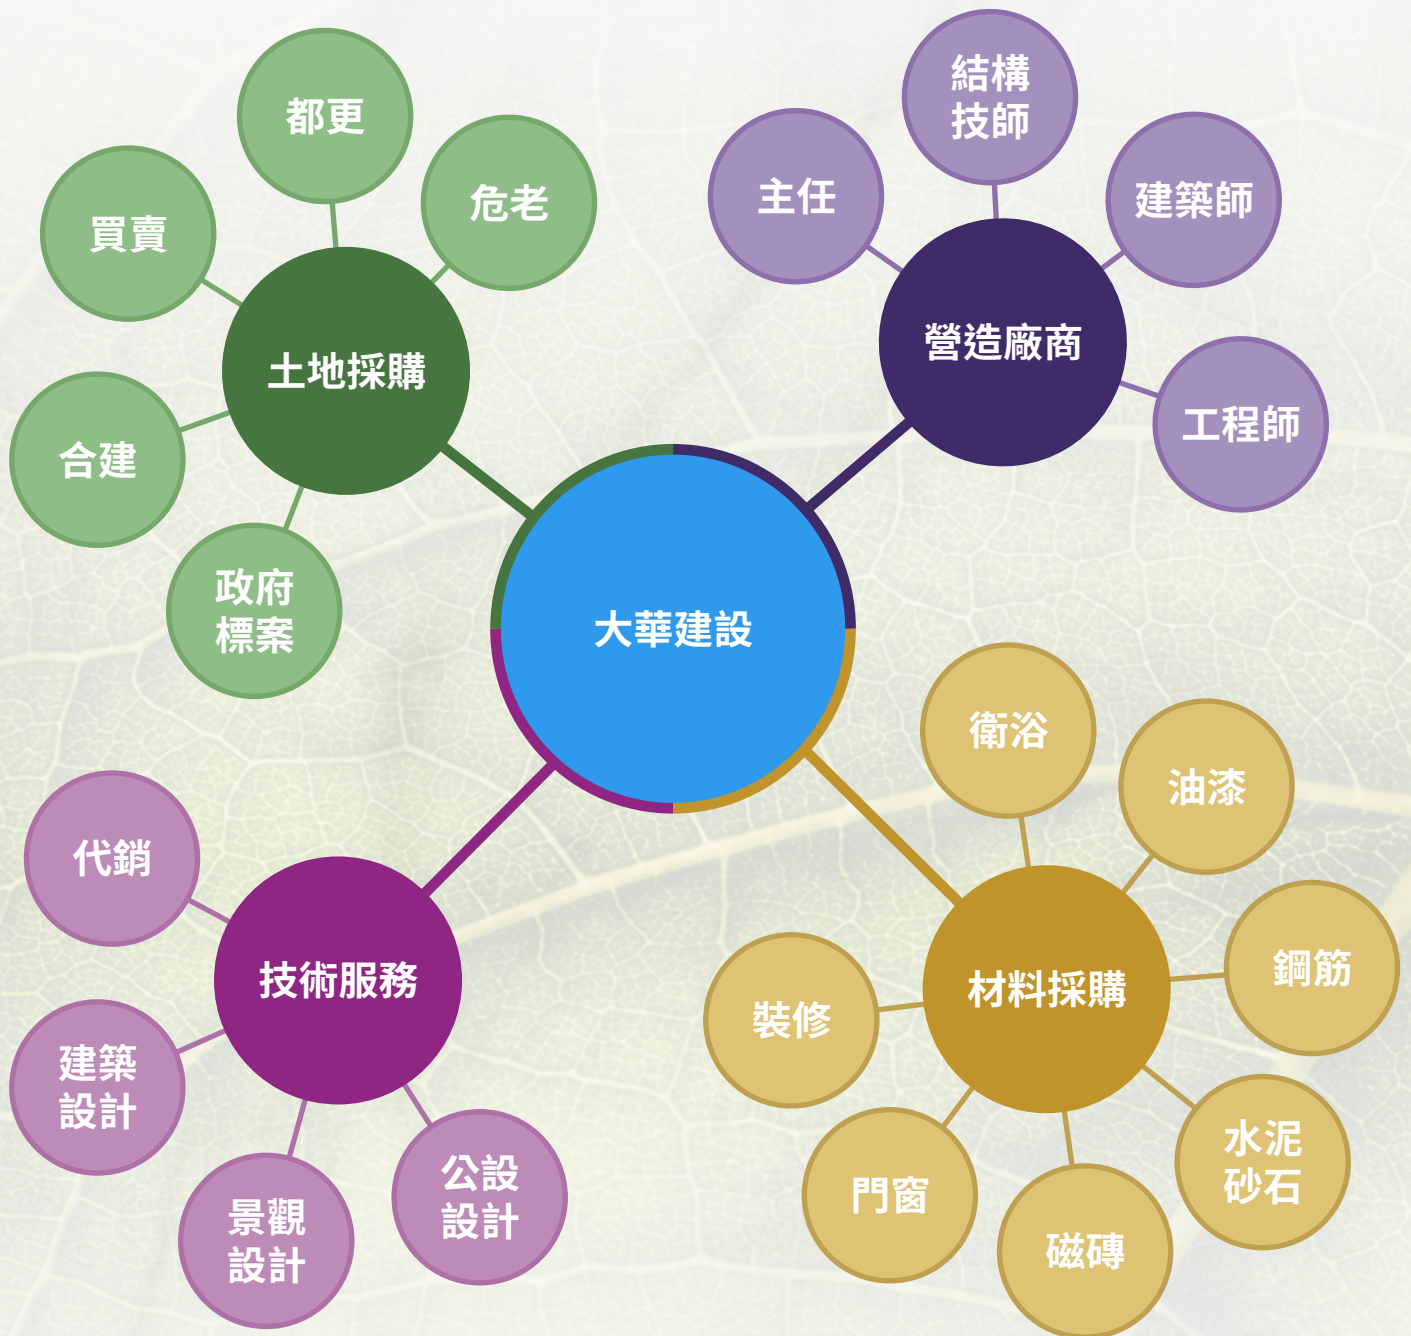 都更
危老
買賣
土地採購
合建
政府
標案
結構
技師
主任
建築師
營造廠商
工程師
大華建設
代銷
技術服務
建築
設計
景觀
設計
公設
設計
衛浴
油漆
鋼筋
材料採購
裝修
水泥
砂石
門窗
磁磚